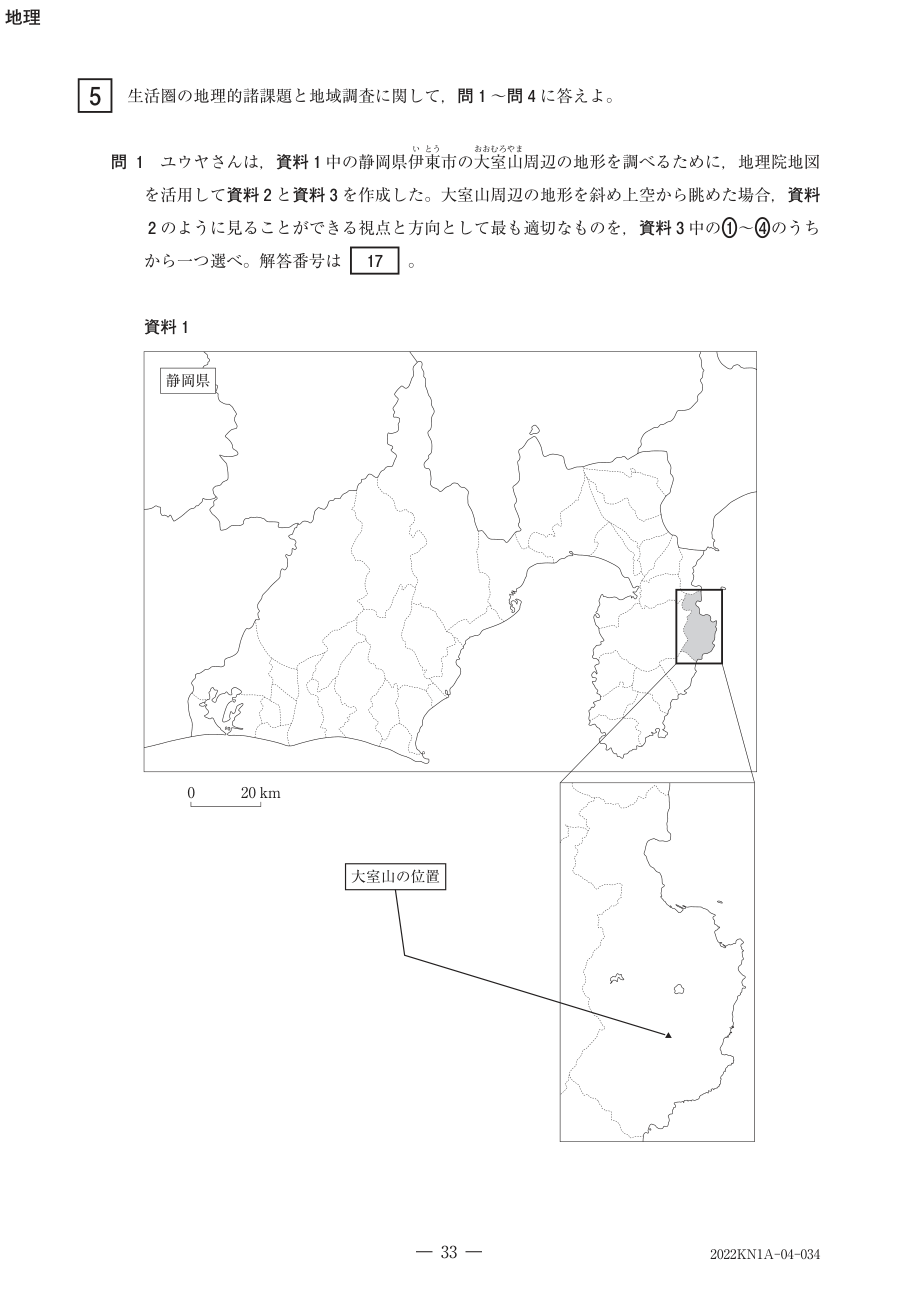 地理
5 生活圏の地理的諸課題と地域調査に関して，問1～問4に答えよ。
いとう おおむろやま
問1 ユウヤさんは，資料1中の静岡県伊東市の大室山周辺の地形を調べるために，地理院地図
を活用して資料2と資料3を作成した。大室山周辺の地形を斜め上空から眺めた場合，資料
2のように見ることができる視点と方向として最も適切なものを，資料3中の①～④のうち
から一つ選べ。解答番号は 17 。
資料1
静岡県
0 20 km
大室山の位置
― 33 ―
2022KN1A-04-034